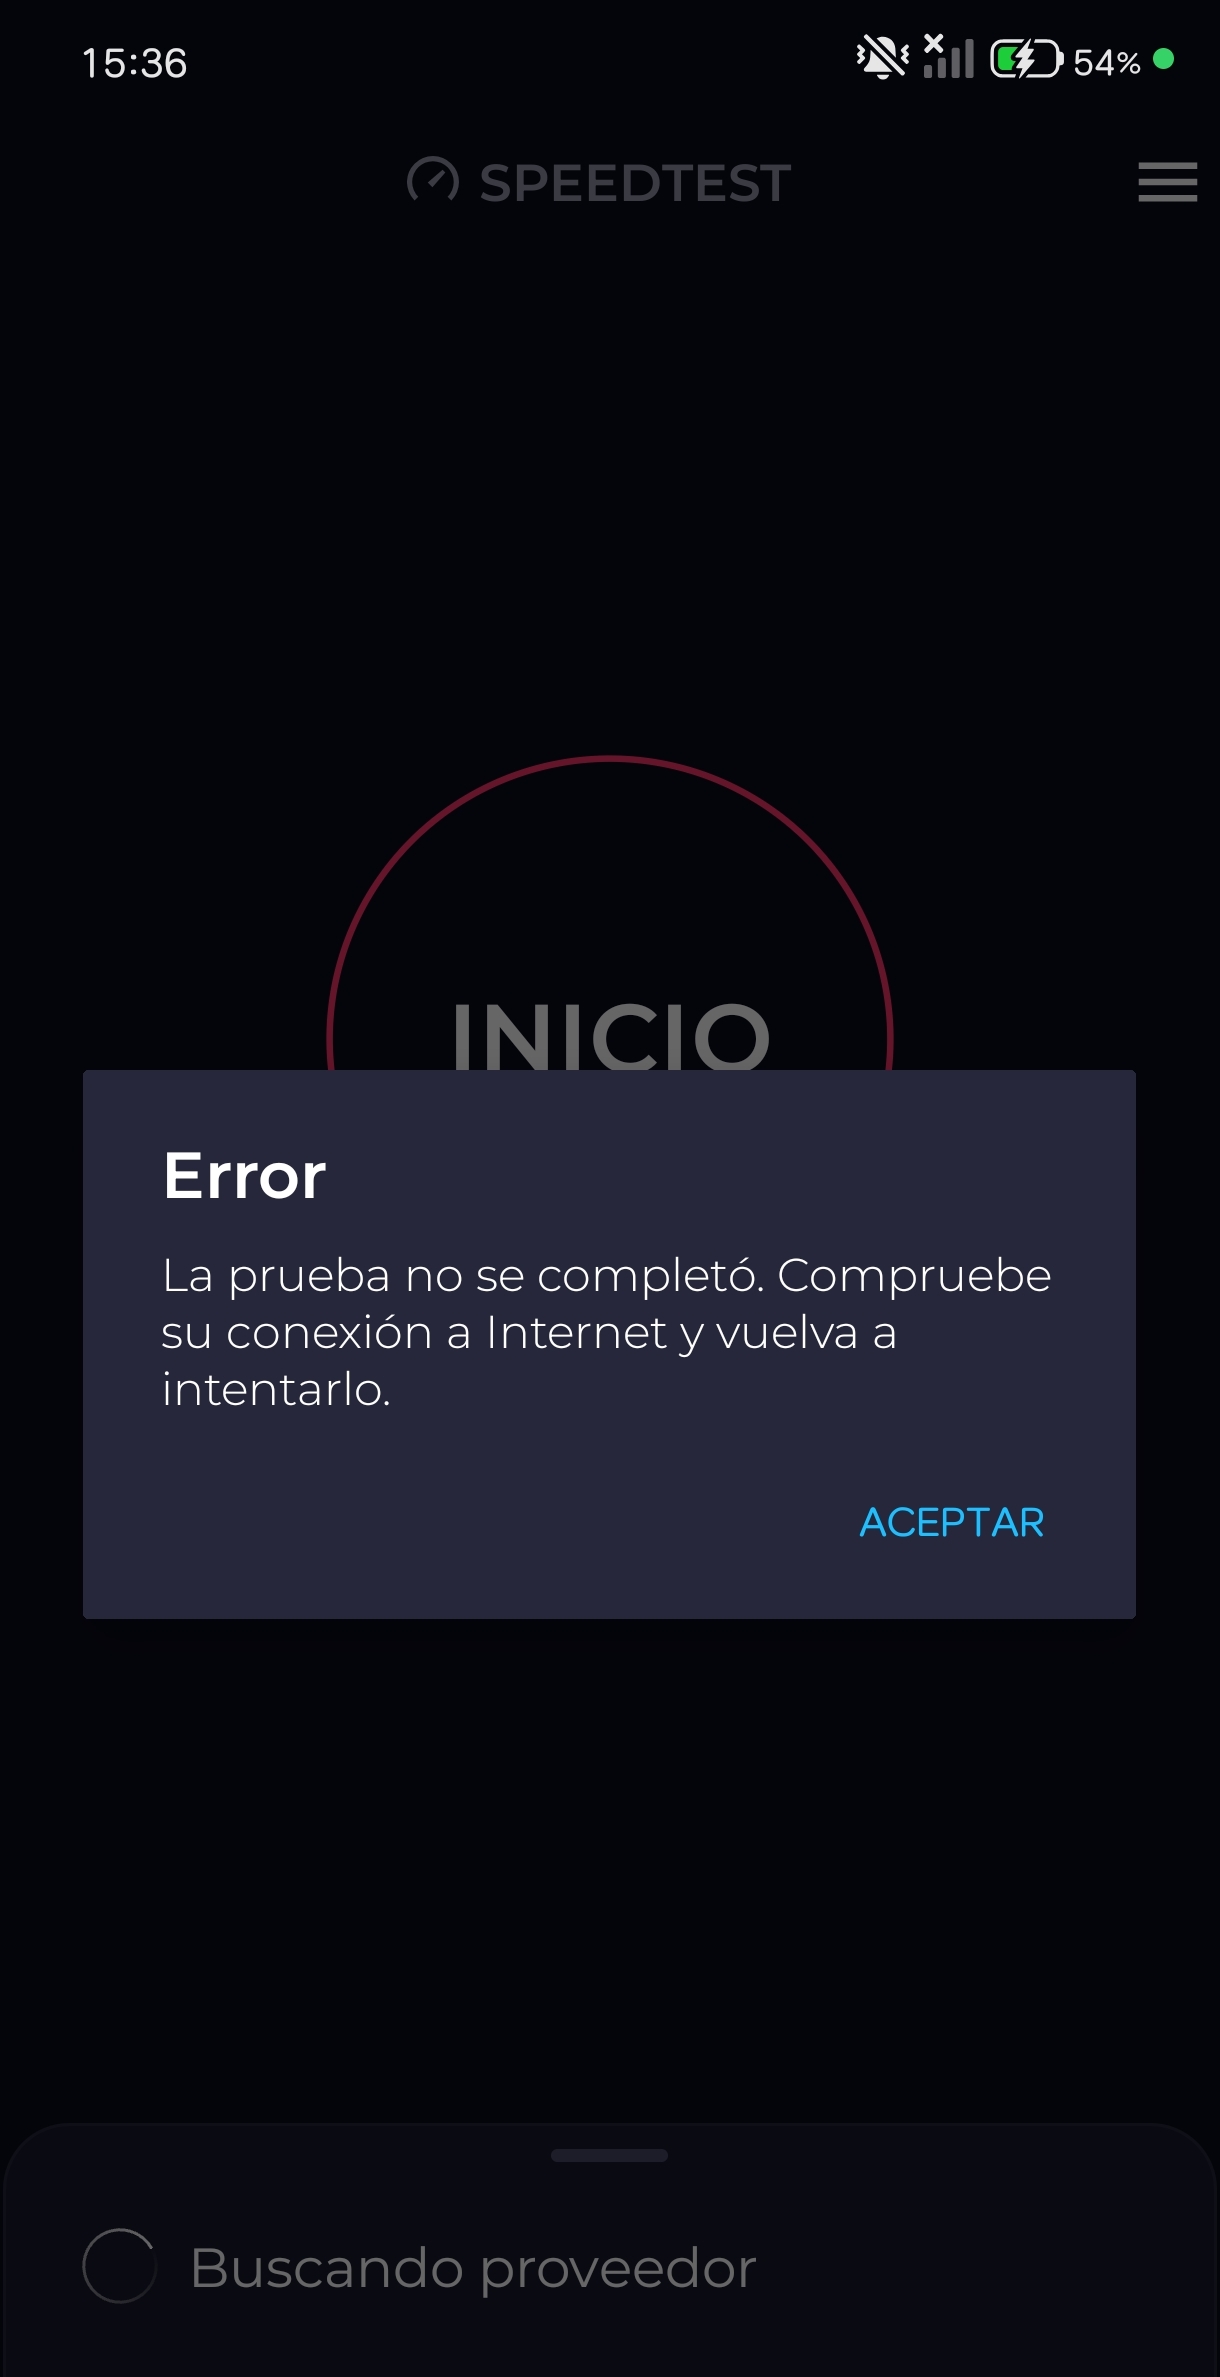 15:36
54%
SPEEDTEST
INICIO
Error
La prueba no se completó. Compruebe
su conexión a Internet y vuelva a
intentarlo.
ACEPTAR
Buscando proveedor